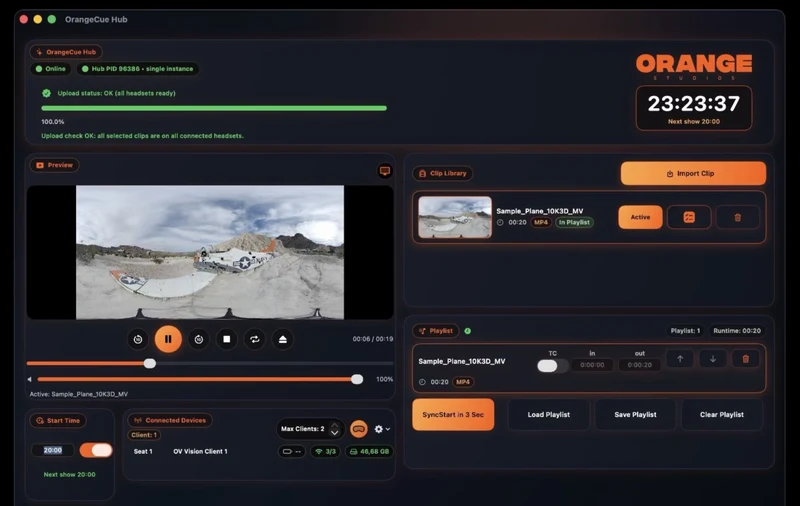 OrangeCue Hub
OrangeCue Hub
Online
Hub PID 96386 • single instance
Upload status: OK (all headsets ready)
100.0%
Upload check OK: all selected clips are on all connected headsets.
ORANGE
STUDIOS
23:23:37
Next show 20:00
Preview
00:06 / 00:19
100%
Active: Sample_Plane_10K3D_MV
Start Time
20:00
Next show 20:00
Connected Devices
Client: 1
Max Clients: 2
Seat 1
OV Vision Client 1
--
3/3
46,68 GB
Clip Library
Import Clip
Sample_Plane_10K3D_MV
00:20
MP4
In Playlist
Active
Playlist
Playlist: 1
Runtime: 00:20
Sample_Plane_10K3D_MV
00:20
MP4
TC
in
0:00:00
out
0:00:20
SyncStart in 3 Sec
Load Playlist
Save Playlist
Clear Playlist